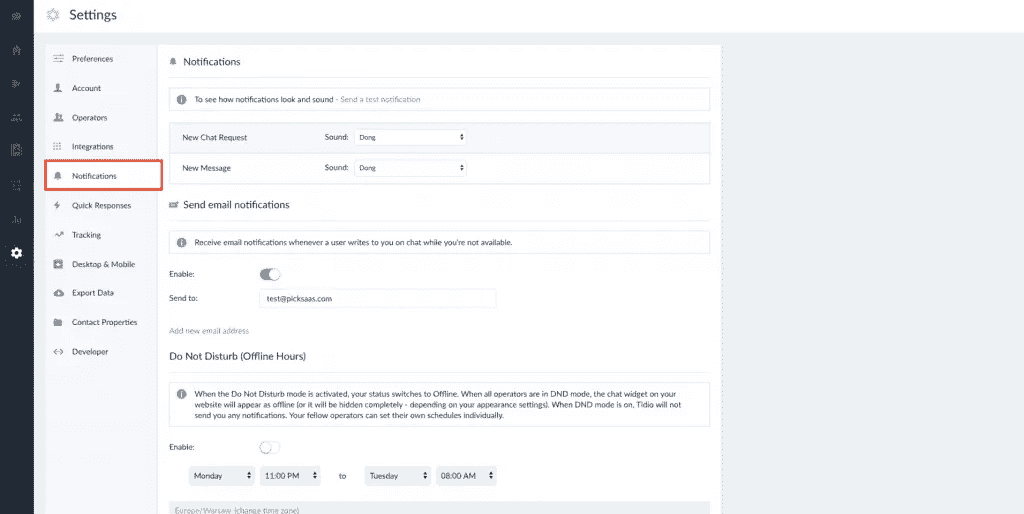 Settings
Preferences
Account
Operators
Integrations
Notifications
Quick Responses
Tracking
Desktop & Mobile
Export Data
Contact Properties
Developer
Notifications
To see how notifications look and sound - Send a test notification
New Chat Request Sound: Dong
New Message Sound: Dong
Send email notifications
Receive email notifications whenever a user writes to you on chat while you're not available.
Enable:
Send to: test@picksaas.com
Add new email address
Do Not Disturb (Offline Hours)
When the Do Not Disturb mode is activated, your status switches to Offline. When all operators are in DND mode, the chat widget on your
website will appear as offline (or it will be hidden completely - depending on your appearance settings). When DND mode is on, Tidio will not
send you any notifications. Your fellow operators can set their own schedules individually.
Enable:
Monday 11:00 PM to Tuesday 08:00 AM
Europe/Warsaw (change time zone)